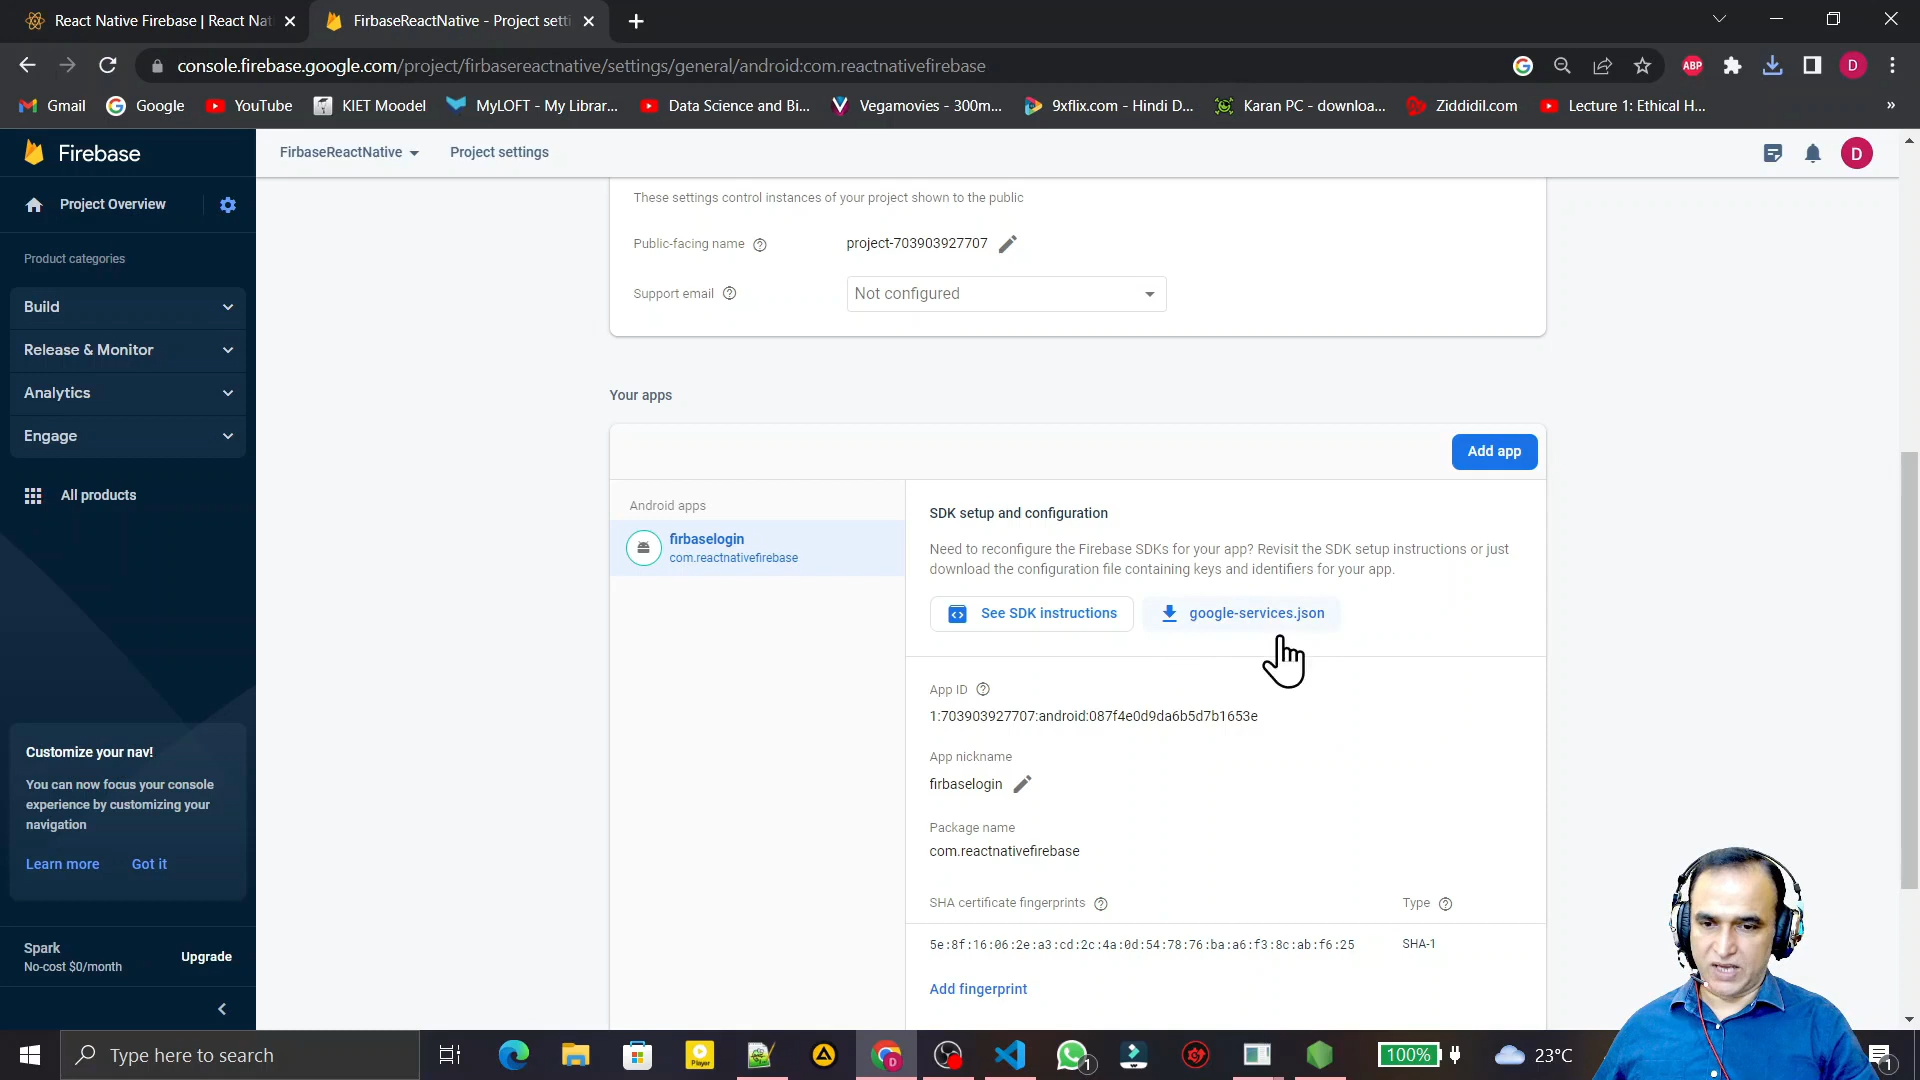 React Native Firebase | React Nat
FirbaseReactNative - Project setti
console.firebase.google.com/project/firbasereactnative/settings/general/android:com.reactnativefirebase
ABP
D
Gmail
Google
YouTube
KIET Moodel
MyLOFT - My Librar...
Data Science and Bi...
Vegamovies - 300m...
9xflix.com - Hindi D...
Karan PC - downloa...
Ziddidil.com
Lecture 1: Ethical H...
»
Firebase
FirbaseReactNative
Project settings
D
Project Overview
Product categories
Build
Release & Monitor
Analytics
Engage
All products
Customize your nav!
You can now focus your console
experience by customizing your
navigation
Learn more
Got it
Spark
No-cost $0/month
Upgrade
These settings control instances of your project shown to the public
Public-facing name
project-703903927707
Support email
Not configured
Your apps
Add app
Android apps
firbaselogin
com.reactnativefirebase
SDK setup and configuration
Need to reconfigure the Firebase SDKs for your app? Revisit the SDK setup instructions or just
download the configuration file containing keys and identifiers for your app.
See SDK instructions
google-services.json
App ID
1:703903927707:android:087f4e0d9da6b5d7b1653e
App nickname
firbaselogin
Package name
com.reactnativefirebase
SHA certificate fingerprints
Type
5e:8f:16:06:2e:a3:cd:2c:4a:0d:54:78:76:ba:a6:f3:8c:ab:f6:25
SHA-1
Add fingerprint
Type here to search
Player
D
1
100%
23°C
1